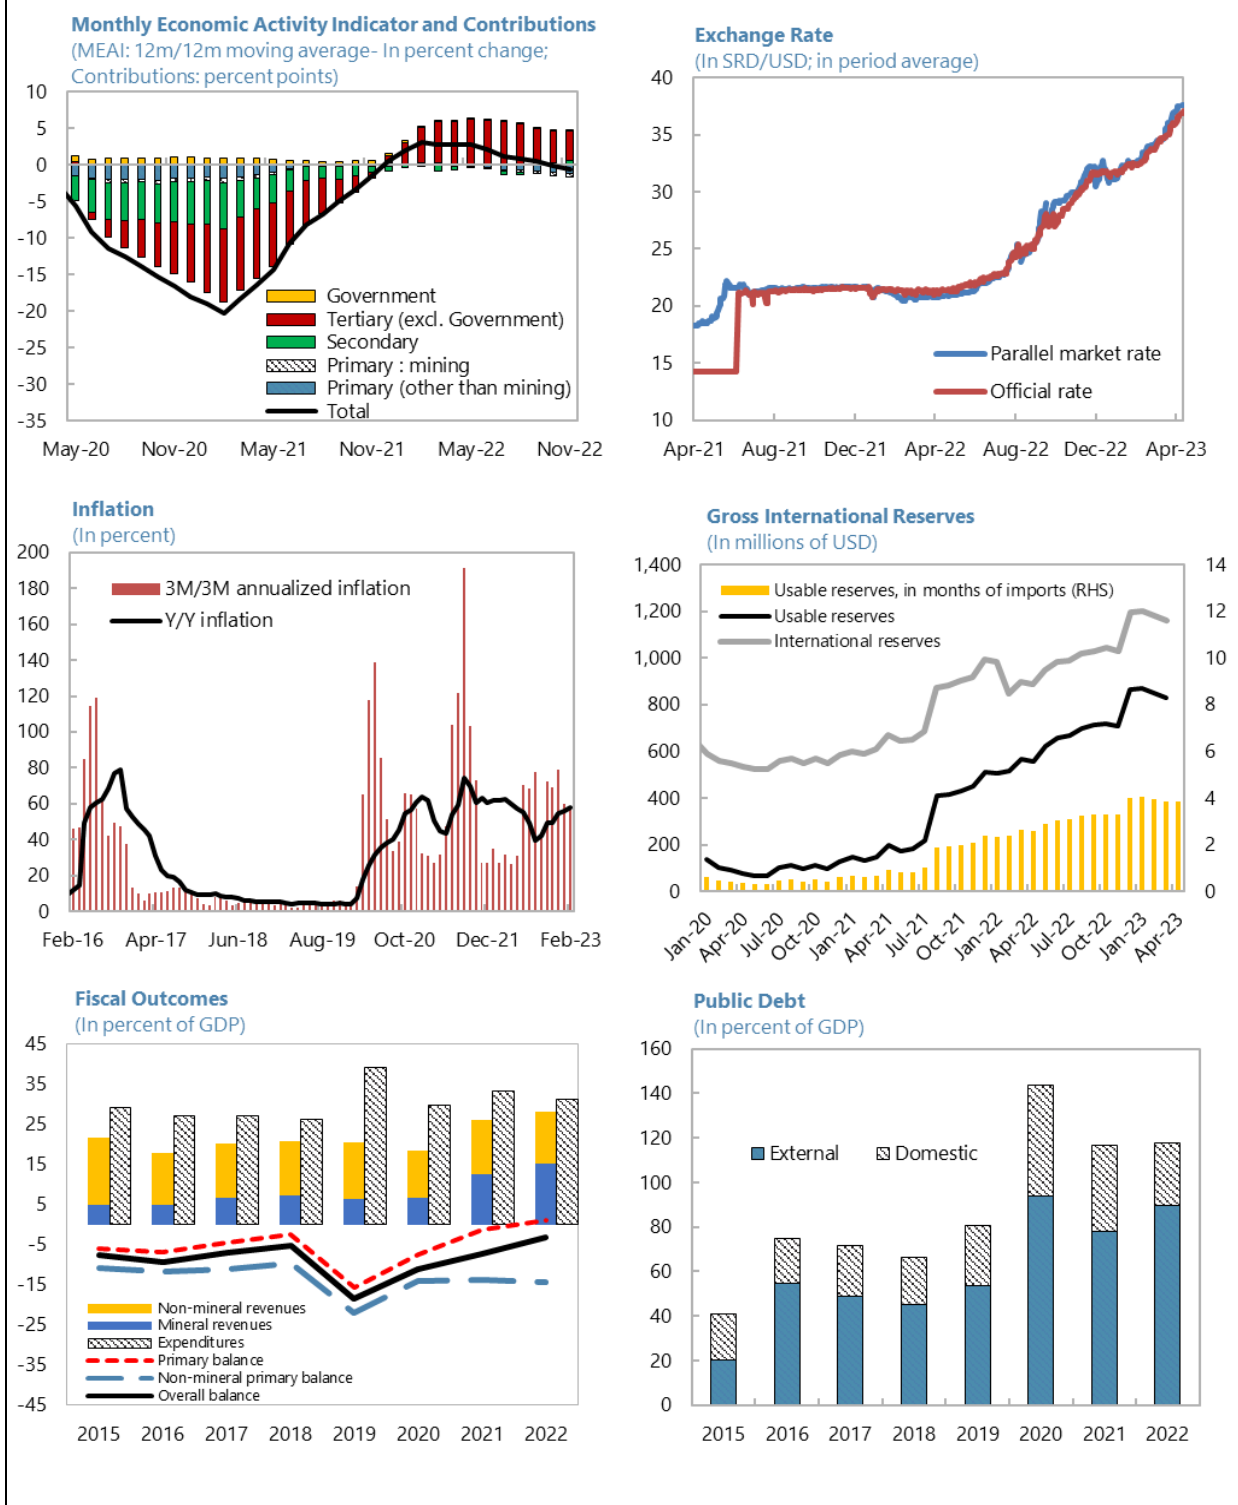 Monthly Economic Activity Indicator and Contributions
(MEAI: 12m/12m moving average- In percent change;
Contributions: percent points)
10
5
0
-5
-10
-15
-20
-25
-30
-35
Government
Tertiary (excl. Government)
Secondary
Primary : mining
Primary (other than mining)
Total
May-20 Nov-20 May-21 Nov-21 May-22 Nov-22
Exchange Rate
(In SRD/USD; in period average)
40
35
30
25
20
15
10
Parallel market rate
Official rate
Apr-21 Aug-21 Dec-21 Apr-22 Aug-22 Dec-22 Apr-23
Inflation
(In percent)
200
180
160
140
120
100
80
60
40
20
0
3M/3M annualized inflation
Y/Y inflation
Feb-16 Apr-17 Jun-18 Aug-19 Oct-20 Dec-21 Feb-23
Gross International Reserves
(In millions of USD)
1,400 14
1,200 12
1,000 10
800 8
600 6
400 4
200 2
0 0
Usable reserves, in months of imports (RHS)
Usable reserves
International reserves
Jan-20 Apr-20 Jul-20 Oct-20 Jan-21 Apr-21 Jul-21 Oct-21 Jan-22 Apr-22 Jul-22 Oct-22 Jan-23 Apr-23
Fiscal Outcomes
(In percent of GDP)
45
35
25
15
5
-5
-15
-25
-35
-45
Non-mineral revenues
Mineral revenues
Expenditures
Primary balance
Non-mineral primary balance
Overall balance
2015 2016 2017 2018 2019 2020 2021 2022
Public Debt
(In percent of GDP)
160
140
120
100
80
60
40
20
0
External Domestic
2015 2016 2017 2018 2019 2020 2021 2022